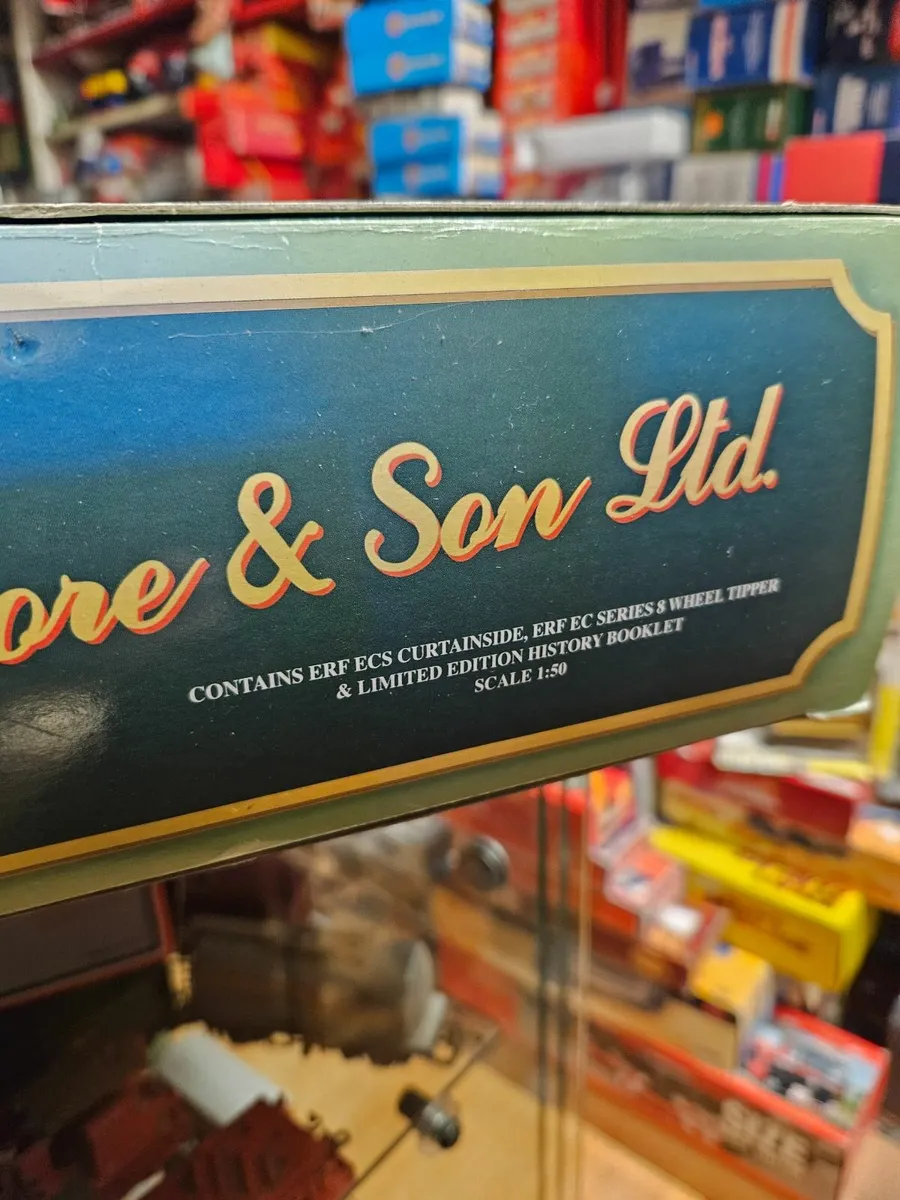 ore & Son Ltd.
CONTAINS ERF ECS CURTAINSIDE, ERF EC SERIES 8 WHEEL TIPPER
& LIMITED EDITION HISTORY BOOKLET
SCALE 1:50
SIZE